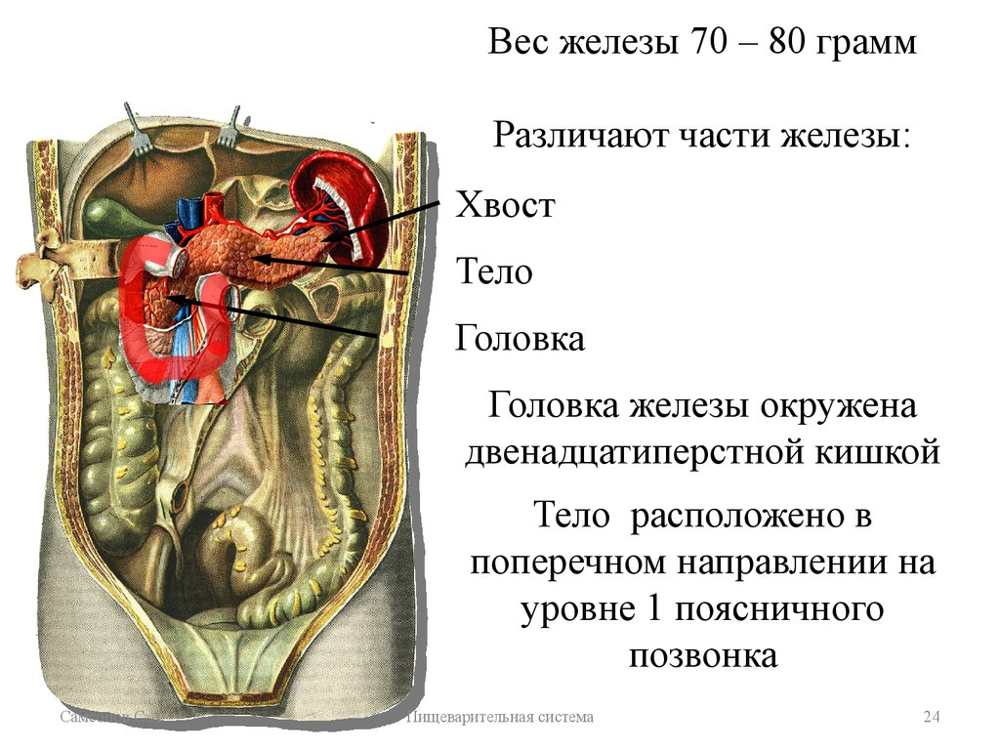 Вес железы 70 – 80 грамм
Различают части железы:
Хвост
Тело
Головка
Головка железы окружена
двенадцатиперстной кишкой
Тело расположено в
поперечном направлении на
уровне 1 поясничного
позвонка
Пищеварительная система
24